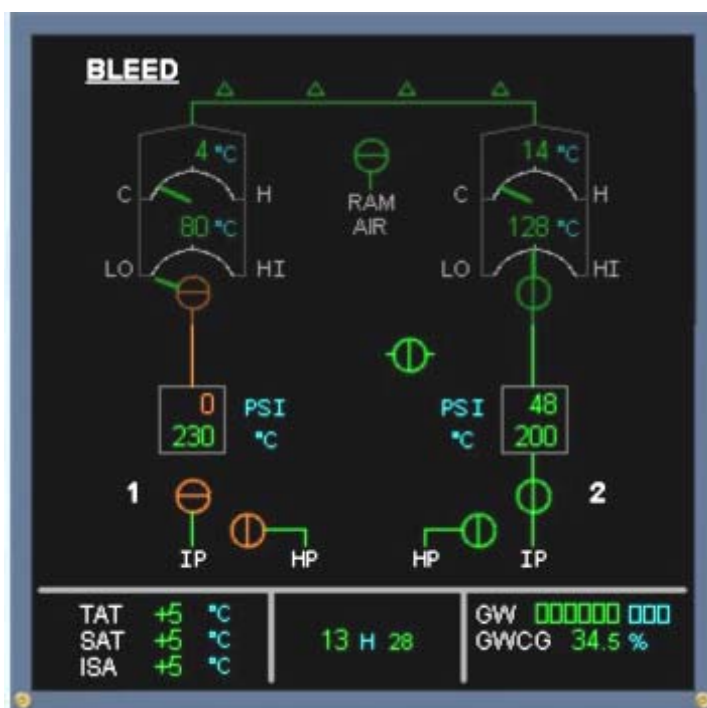 BLEED
4 °C 14 °C
C H C H
RAM
AIR
80 °C 128 °C
LO HI LO HI
0 PSI PSI 48
230 °C °C 200
1 2
IP HP HP IP
TAT +5 °C
SAT +5 °C
ISA +5 °C
13 H 28
GW
GWCG 34.5 %